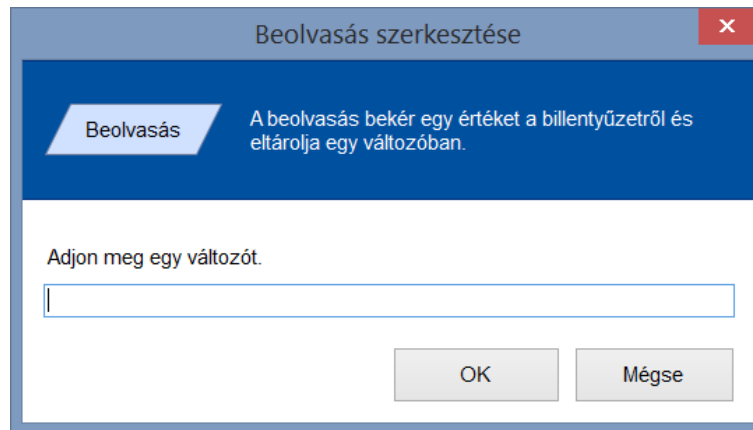 Beolvasás szerkesztése
Beolvasás
A beolvasás bekér egy értéket a billentyűzetről és
eltárolja egy változóban.
Adjon meg egy változót.
OK
Mégse